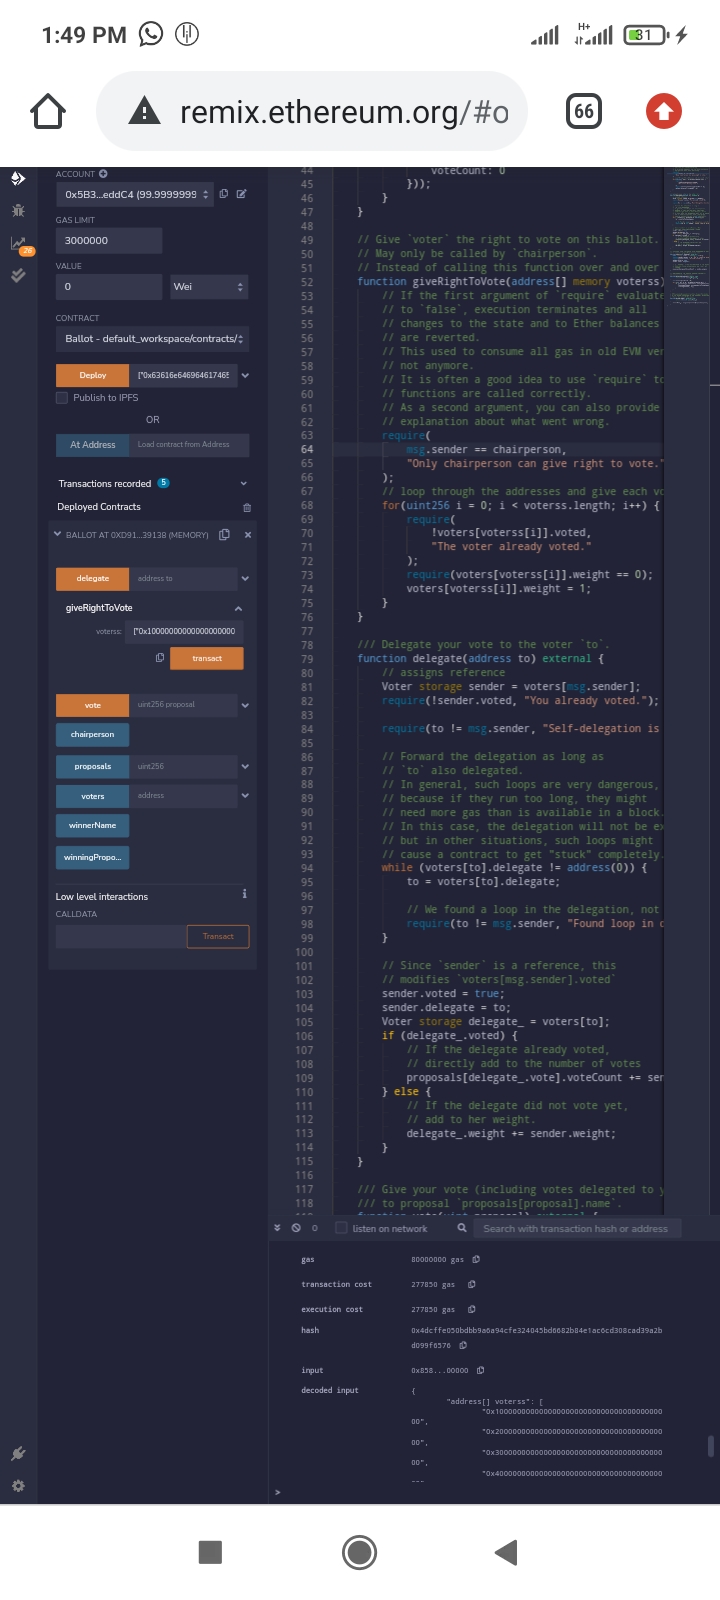 1:49 PM
H+
31
remix.ethereum.org/#o
66
26
ACCOUNT
0x5B3...eddC4 (99.9999999
GAS LIMIT
3000000
VALUE
0
Wei
CONTRACT
Ballot - default_workspace/contracts/
Deploy
Publish to IPFS
OR
At Address
Load contract from Address
Transactions recorded 5
Deployed Contracts
BALLOT AT 0XD91...39138 (MEMORY)
delegate
address to
giveRightToVote
voterss:
["0x10000000000000000000
transact
vote
uint256 proposal
chairperson
proposals
uint256
voters
address
winnerName
winningPropo...
Low level interactions
CALLDATA
Transact
44 voteCount: 0
45 }));
46 }
47 }
48
49 // Give `voter` the right to vote on this ballot.
50 // May only be called by `chairperson`.
51 // Instead of calling this function over and over
52 function giveRightToVote(address[] memory voterss)
53 // If the first argument of `require` evaluate
54 // to `false`, execution terminates and all
55 // changes to the state and to Ether balances
56 // are reverted.
57 // This used to consume all gas in old EVM ver
58 // not anymore.
59 // It is often a good idea to use `require` to
60 // functions are called correctly.
61 // As a second argument, you can also provide
62 // explanation about what went wrong.
63 require(
64 msg.sender == chairperson,
65 "Only chairperson can give right to vote."
66 );
67 // loop through the addresses and give each vo
68 for(uint256 i = 0; i < voterss.length; i++) {
69 require(
70 !voters[voterss[i]].voted,
71 "The voter already voted."
72 );
73 require(voters[voterss[i]].weight == 0);
74 voters[voterss[i]].weight = 1;
75 }
76 }
77
78 /// Delegate your vote to the voter `to`.
79 function delegate(address to) external {
80 // assigns reference
81 Voter storage sender = voters[msg.sender];
82 require(!sender.voted, "You already voted.");
83
84 require(to != msg.sender, "Self-delegation is
85
86 // Forward the delegation as long as
87 // `to` also delegated.
88 // In general, such loops are very dangerous,
89 // because if they run too long, they might
90 // need more gas than is available in a block.
91 // In this case, the delegation will not be ex
92 // but in other situations, such loops might
93 // cause a contract to get "stuck" completely.
94 while (voters[to].delegate != address(0)) {
95 to = voters[to].delegate;
96
97 // We found a loop in the delegation, not
98 require(to != msg.sender, "Found loop in d
99 }
100
101 // Since `sender` is a reference, this
102 // modifies `voters[msg.sender].voted`
103 sender.voted = true;
104 sender.delegate = to;
105 Voter storage delegate_ = voters[to];
106 if (delegate_.voted) {
107 // If the delegate already voted,
108 // directly add to the number of votes
109 proposals[delegate_.vote].voteCount += sen
110 } else {
111 // If the delegate did not vote yet,
112 // add to her weight.
113 delegate_.weight += sender.weight;
114 }
115 }
116
117 /// Give your vote (including votes delegated to y
118 /// to proposal `proposals[proposal].name`.
0
listen on network
Search with transaction hash or address
gas 80000000 gas
transaction cost 277850 gas
execution cost 277850 gas
hash 0x4dcffe050bdbb9a6a94cfe324045bd6682b84e1ac6cd308cad39a2b
d099f6576
input 0x858...00000
decoded input {
"address[] voterss": [
"0x10000000000000000000000000000000000000
00",
"0x20000000000000000000000000000000000000
00",
"0x30000000000000000000000000000000000000
00",
"0x40000000000000000000000000000000000000
>